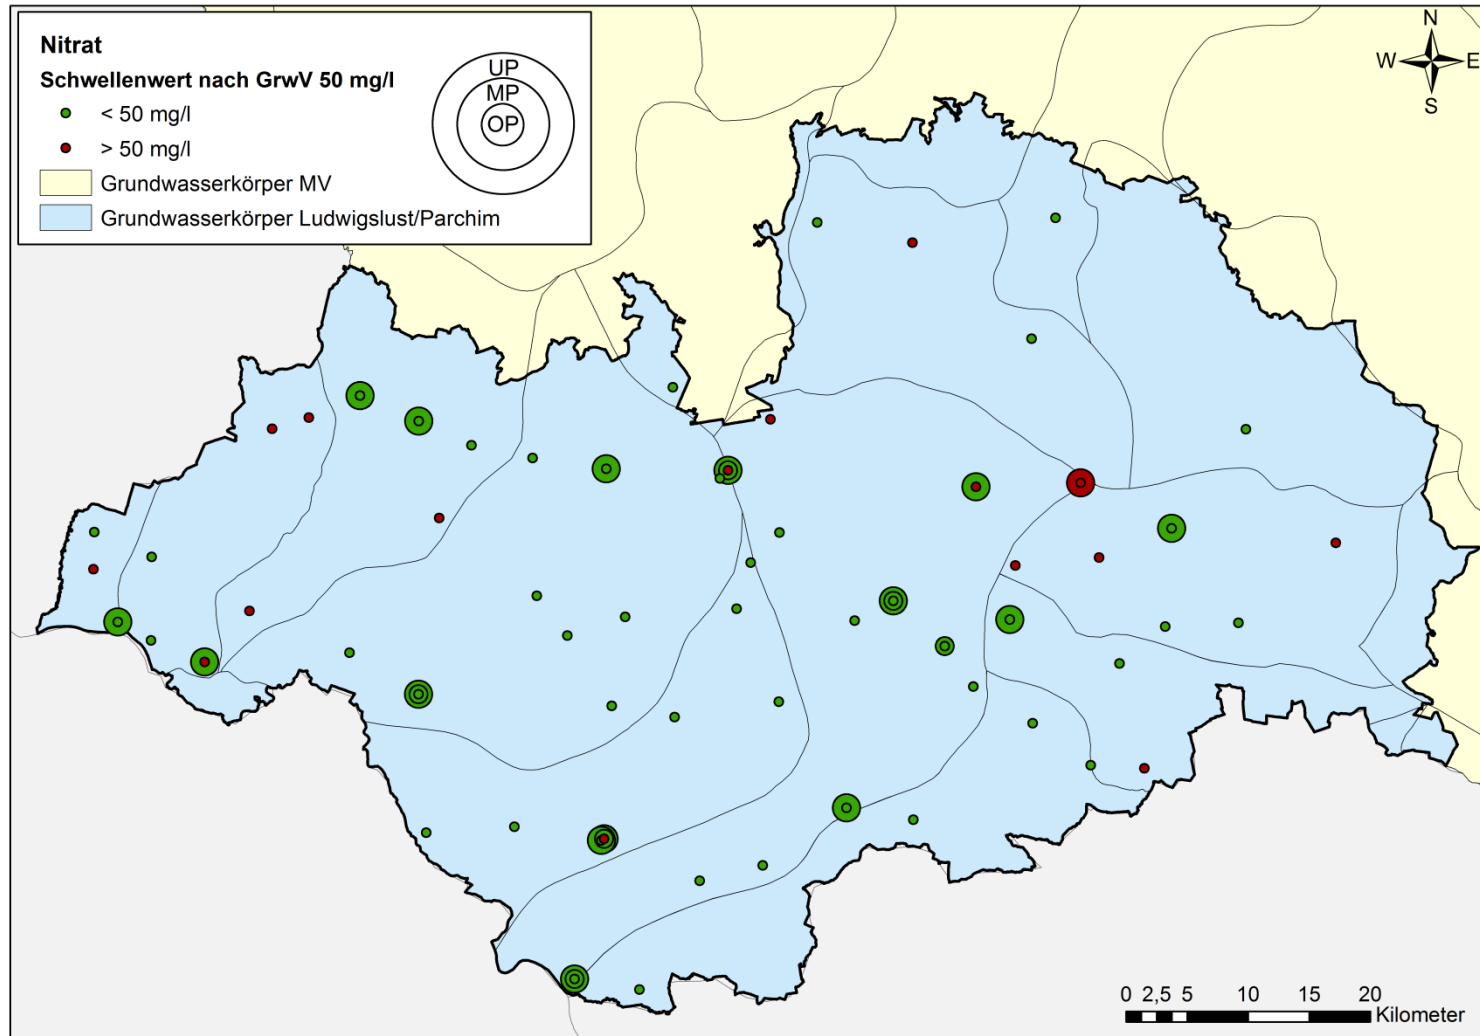 Nitrat
Schwellenwert nach GrwV 50 mg/l
< 50 mg/l
> 50 mg/l
Grundwasserkörper MV
Grundwasserkörper Ludwigslust/Parchim
UP
MP
OP
N
W E
S
0 2,5 5 10 15 20
Kilometer